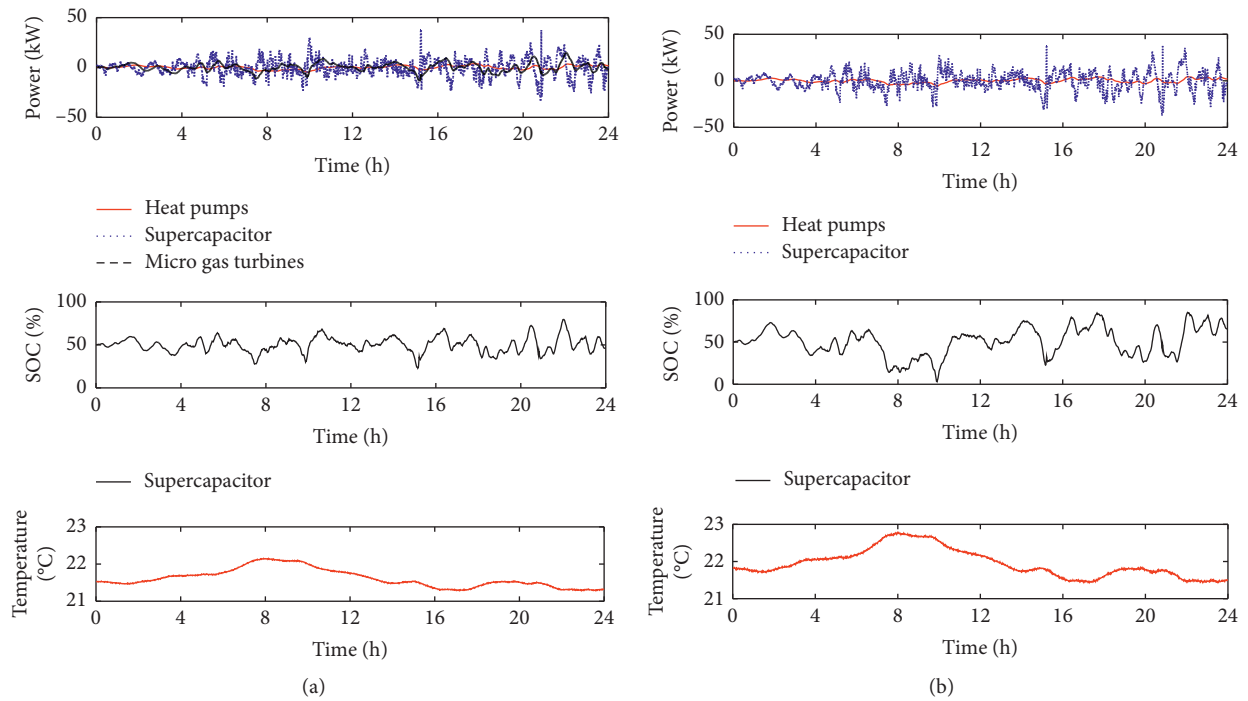 Power (kW)
50
0
−50
0 4 8 12 16 20 24
Time (h)
Heat pumps
Supercapacitor
Micro gas turbines
SOC (%)
100
50
0
0 4 8 12 16 20 24
Time (h)
Supercapacitor
Temperature
(°C)
23
22
21
0 4 8 12 16 20 24
Time (h)
(a)
Power (kW)
50
0
−50
0 4 8 12 16 20 24
Time (h)
Heat pumps
Supercapacitor
SOC (%)
100
50
0
0 4 8 12 16 20 24
Time (h)
Supercapacitor
Temperature
(°C)
23
22
21
0 4 8 12 16 20 24
Time (h)
(b)